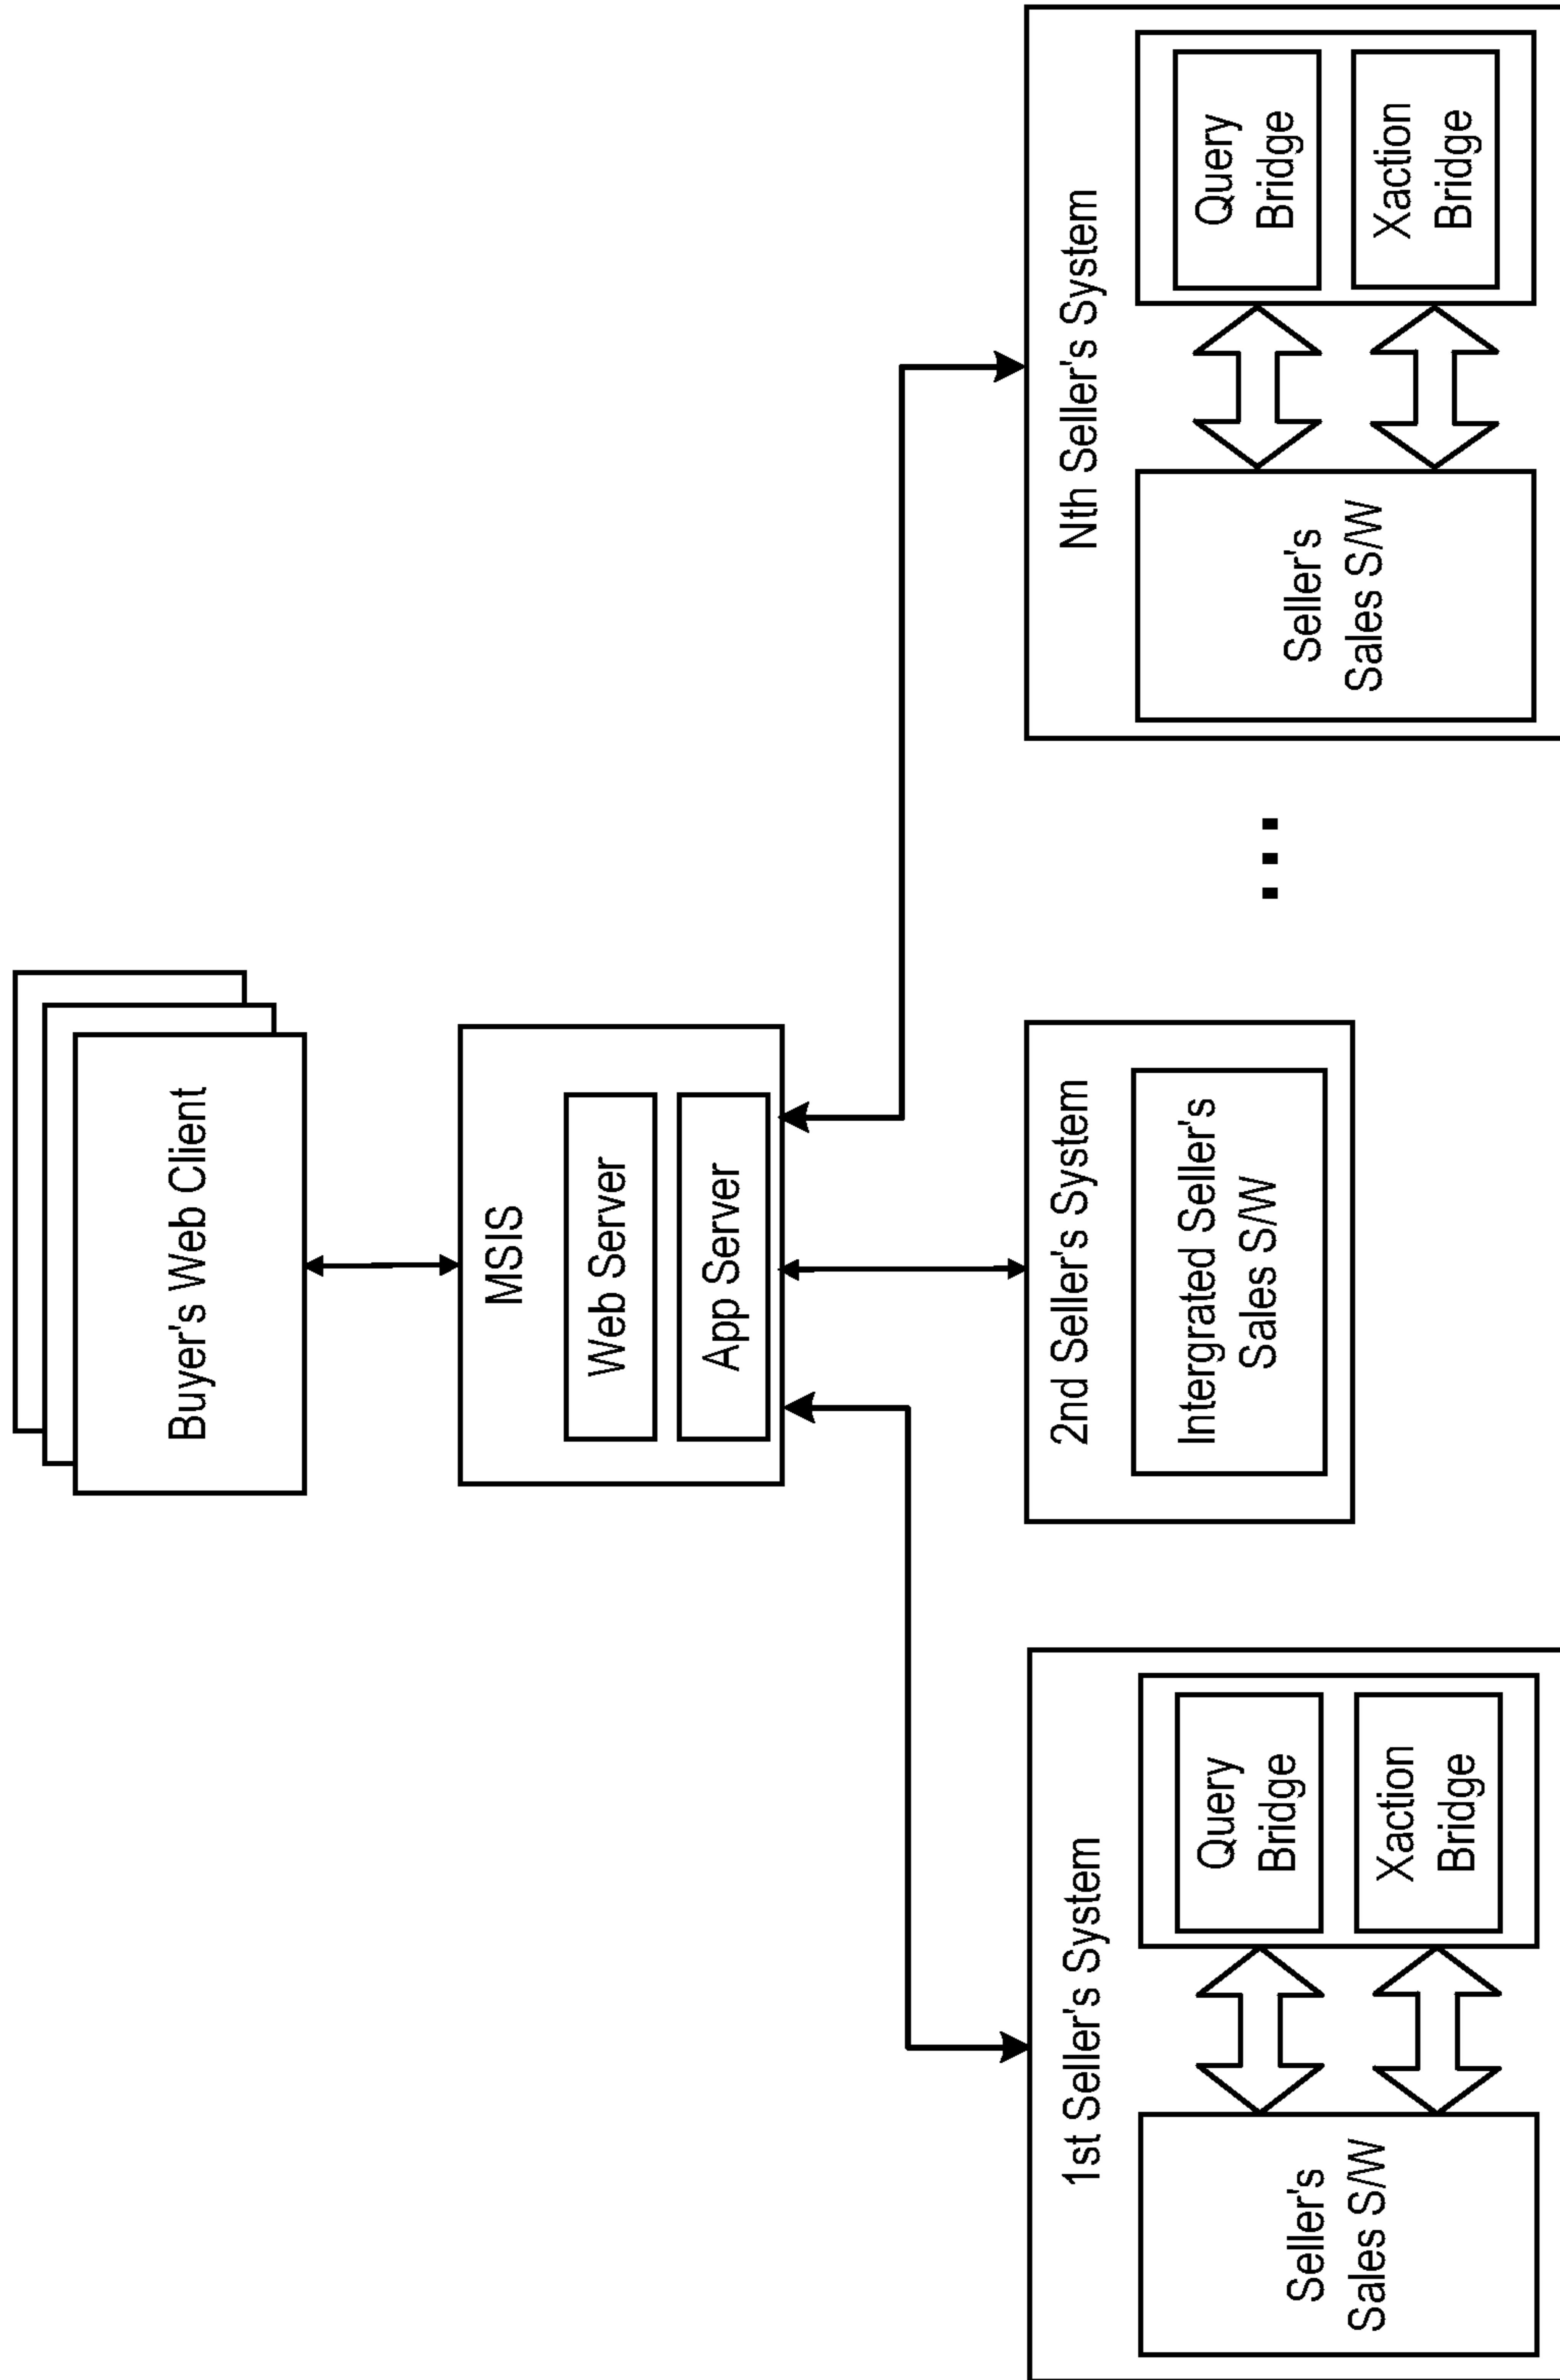 Buyer's Web Client
MSIS
Web Server
App Server
1st Seller's System
Seller's
Sales S/W
Query
Bridge
Xaction
Bridge
2nd Seller's System
Intergrated Seller's
Sales S/W
...
Nth Seller's System
Seller's
Sales S/W
Query
Bridge
Xaction
Bridge